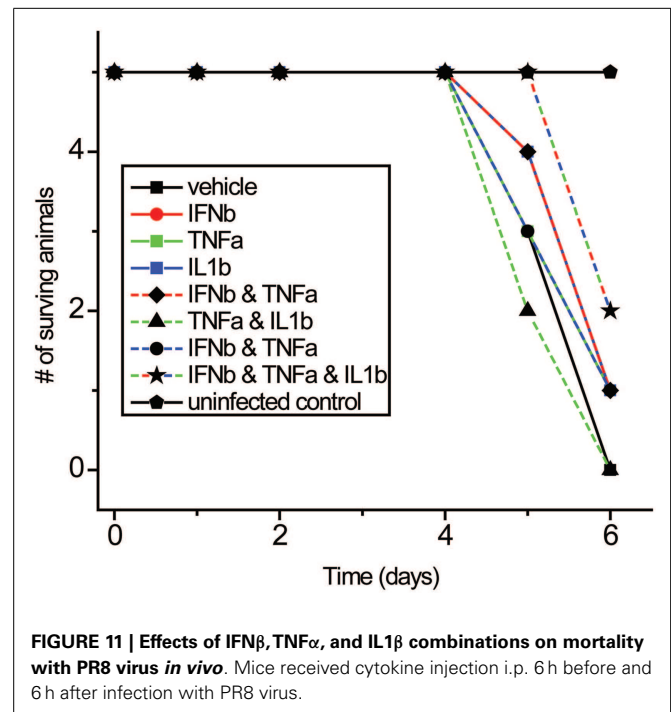 # of surviving animals
4
2
0
vehicle
IFNb
TNFa
IL1b
IFNb & TNFa
TNFa & IL1b
IFNb & TNFa
IFNb & TNFa & IL1b
uninfected control
0
2
4
6
Time (days)
FIGURE 11 | Effects of IFNβ, TNFα, and IL1β combinations on mortality
with PR8 virus in vivo. Mice received cytokine injection i.p. 6 h before and
6 h after infection with PR8 virus.